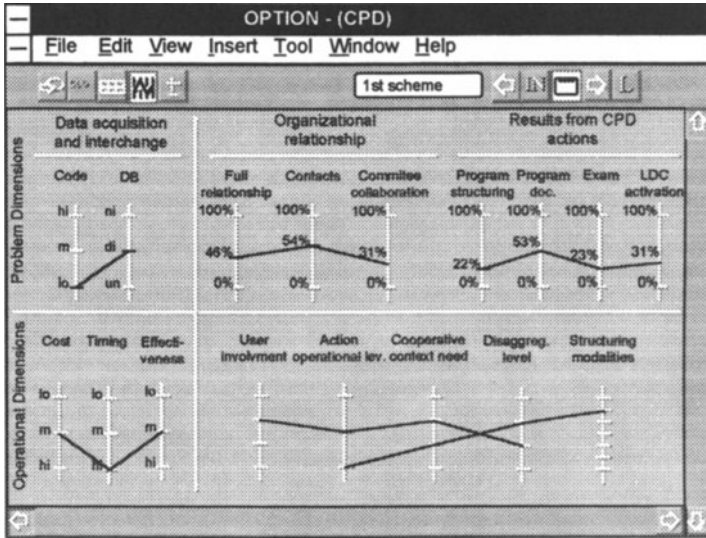 OPTION - (CPD)
File Edit View Insert Tool Window Help
1st scheme IN L
Problem Dimensions
Data acquisition
and interchange
Organizational
relationship
Results from CPD
actions
Code DB
Full
relationship
Contacts
Commitee
collaboration
Program
structuring
Program
doc.
Exam
LDC
activation
hi ni
m di
lo un
100% 100% 100% 100% 100% 100% 100%
46% 54% 31% 22% 53% 23% 31%
0% 0% 0% 0% 0% 0% 0%
Operational Dimensions
Cost Timing Effecti-
veness
User
involvment
Action
operational lev.
Cooperative
context need
Disaggreg.
level
Structuring
modalities
lo lo lo
m m m
hi hi hi